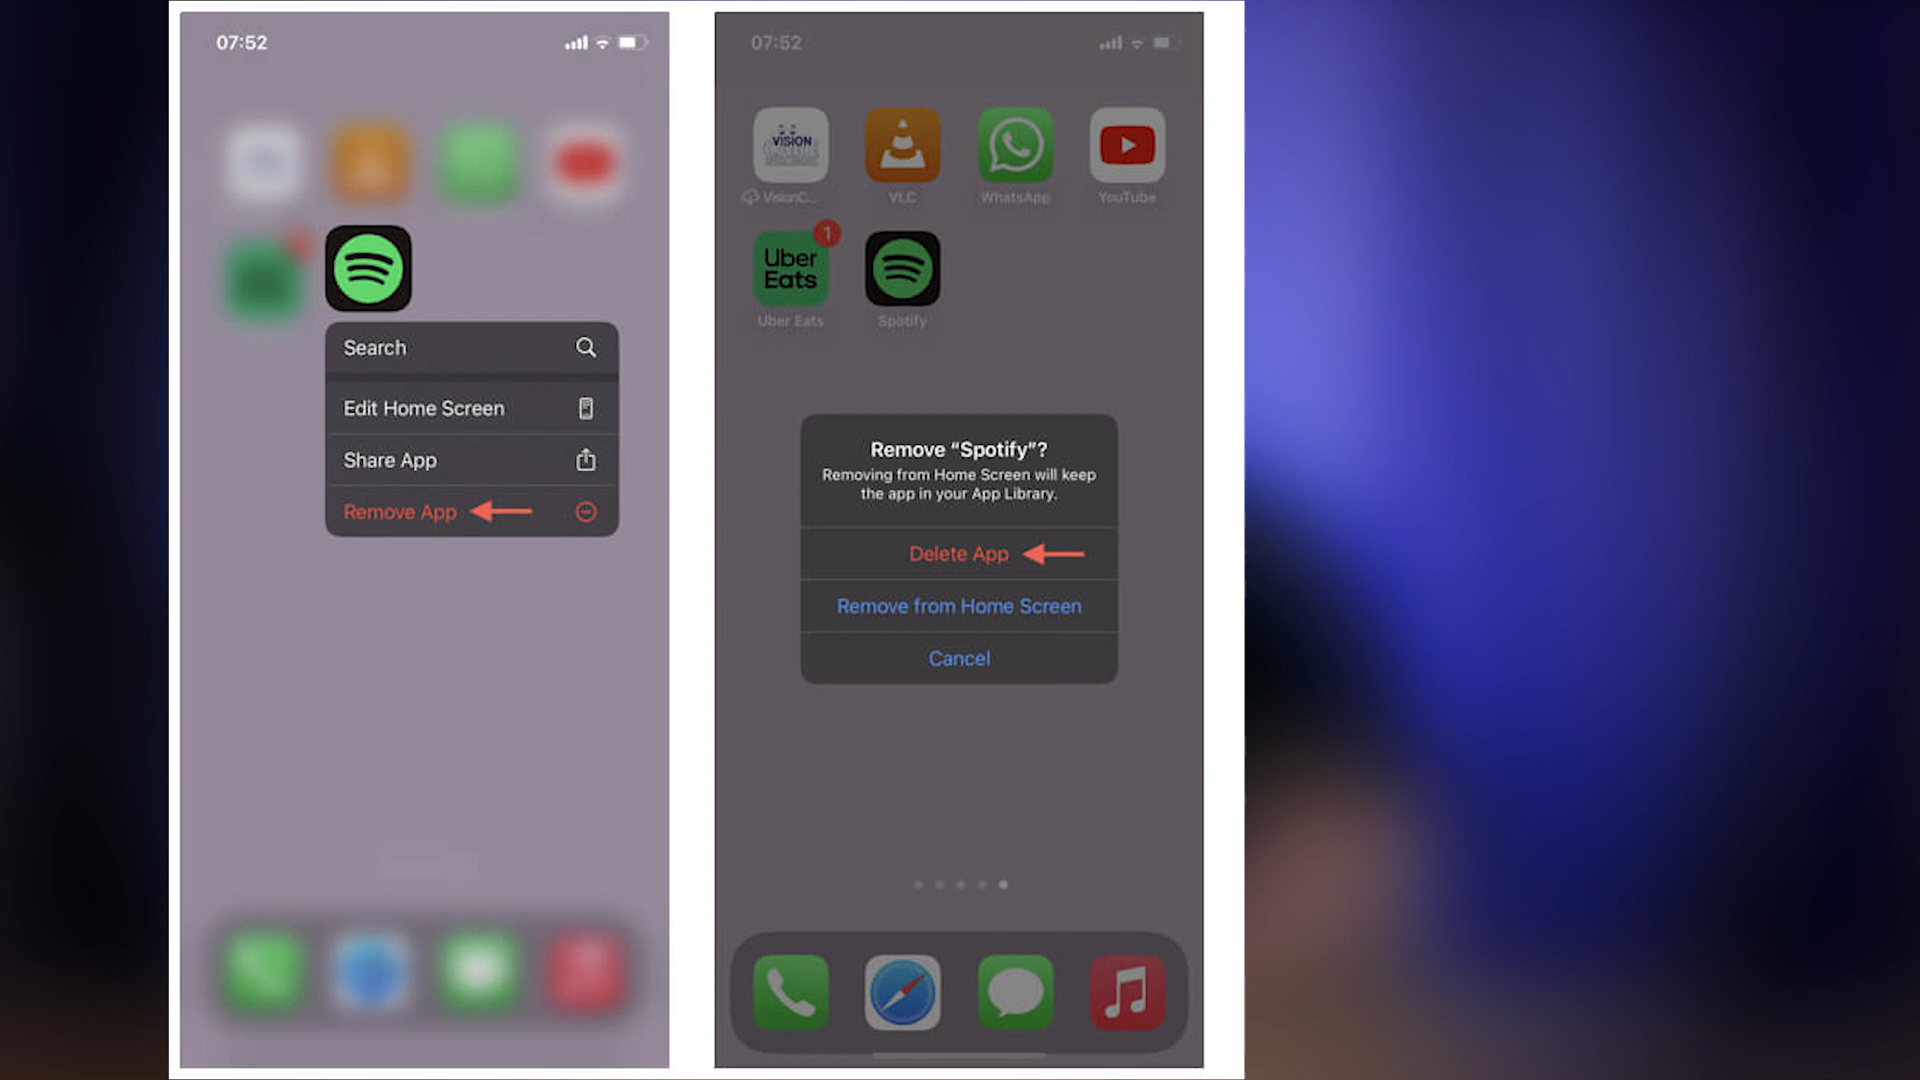 07:52
Search
Edit Home Screen
Share App
Remove App
07:52
VISION
VisionC...
VLC
WhatsApp
YouTube
1
Uber
Eats
Uber Eats
Spotify
Remove “Spotify”?
Removing from Home Screen will keep
the app in your App Library.
Delete App
Remove from Home Screen
Cancel